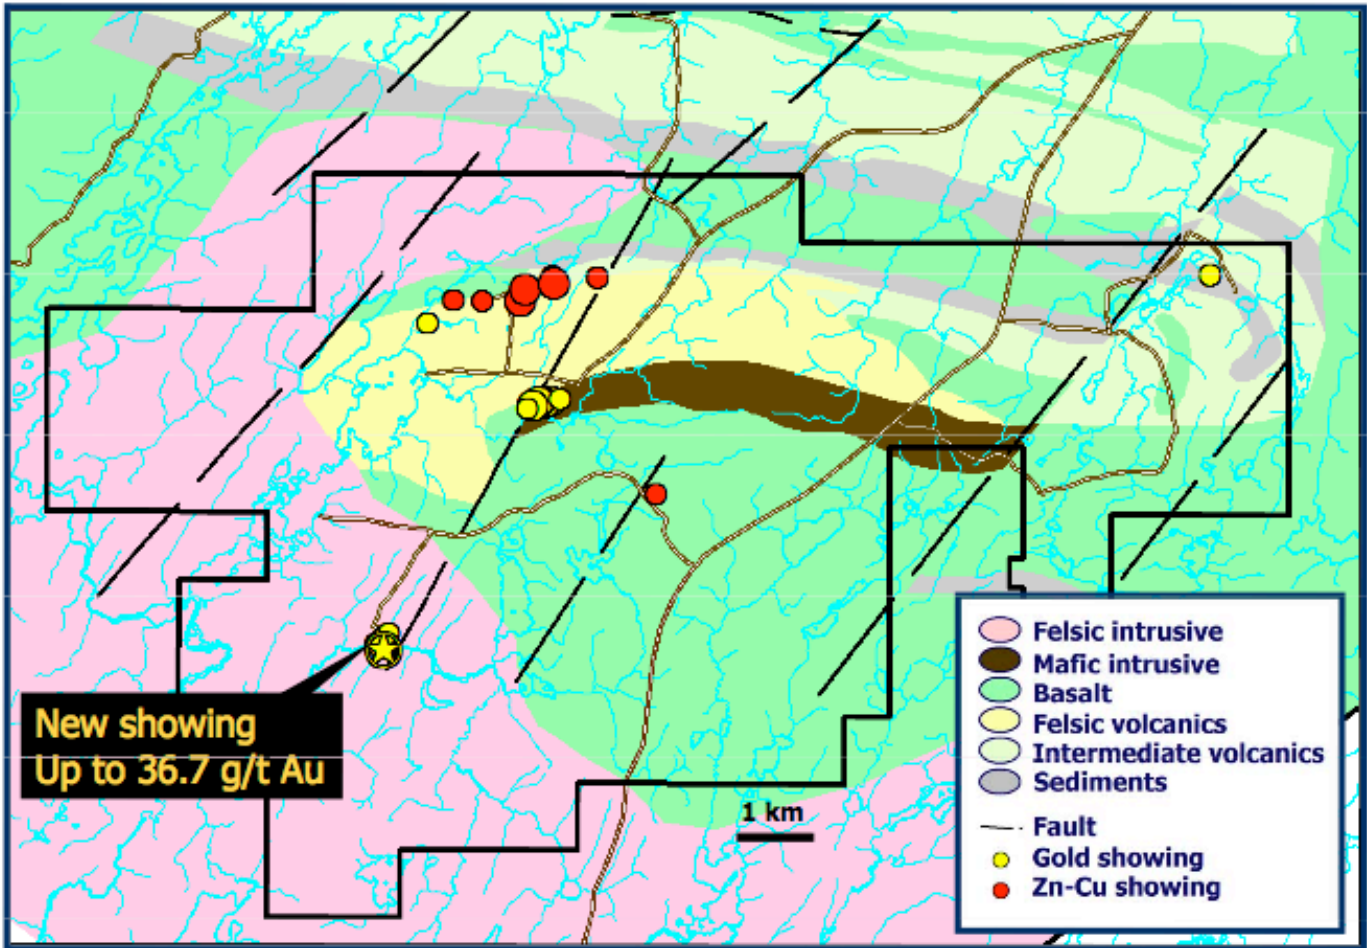 New showing
Up to 36.7 g/t Au
1 km
Felsic intrusive
Mafic intrusive
Basalt
Felsic volcanics
Intermediate volcanics
Sediments
Fault
Gold showing
Zn-Cu showing